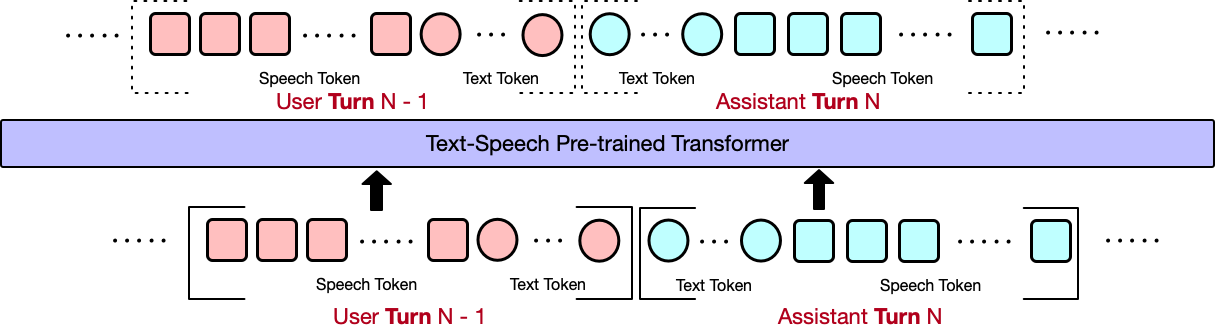 Speech Token Text Token Text Token Speech Token
User Turn N - 1 Assistant Turn N
Text-Speech Pre-trained Transformer
Speech Token Text Token Text Token Speech Token
User Turn N - 1 Assistant Turn N